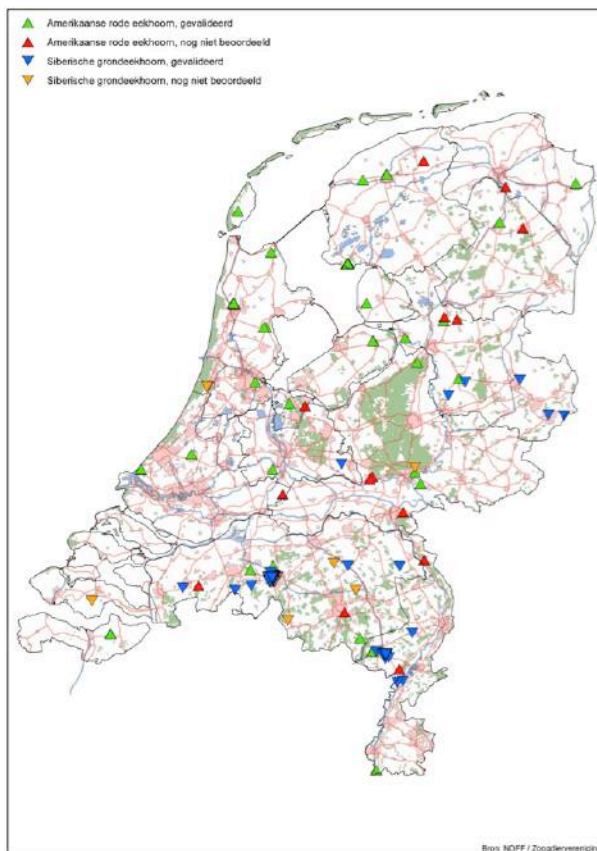 Amerikaanse rode eekhoorn, gevalideerd
Amerikaanse rode eekhoorn, nog niet beoordeeld
Siberische grondeekhoorn, gevalideerd
Siberische grondeekhoorn, nog niet beoordeeld
Bron: NDFF / Zoogdiervereniging